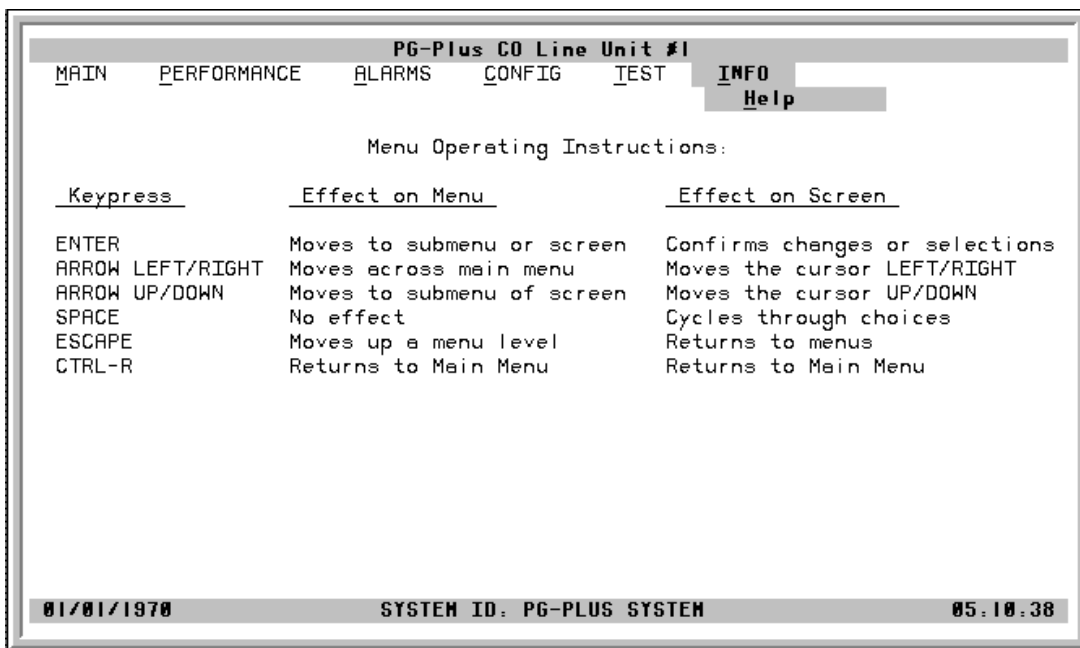 PG-Plus CO Line Unit #1
MAIN PERFORMANCE ALARMS CONFIG TEST INFO
Help
Menu Operating Instructions:
Keypress Effect on Menu Effect on Screen
ENTER Moves to submenu or screen Confirms changes or selections
ARROW LEFT/RIGHT Moves across main menu Moves the cursor LEFT/RIGHT
ARROW UP/DOWN Moves to submenu of screen Moves the cursor UP/DOWN
SPACE No effect Cycles through choices
ESCAPE Moves up a menu level Returns to menus
CTRL-R Returns to Main Menu Returns to Main Menu
01/01/1970 SYSTEM ID: PG-PLUS SYSTEM 05:10:38